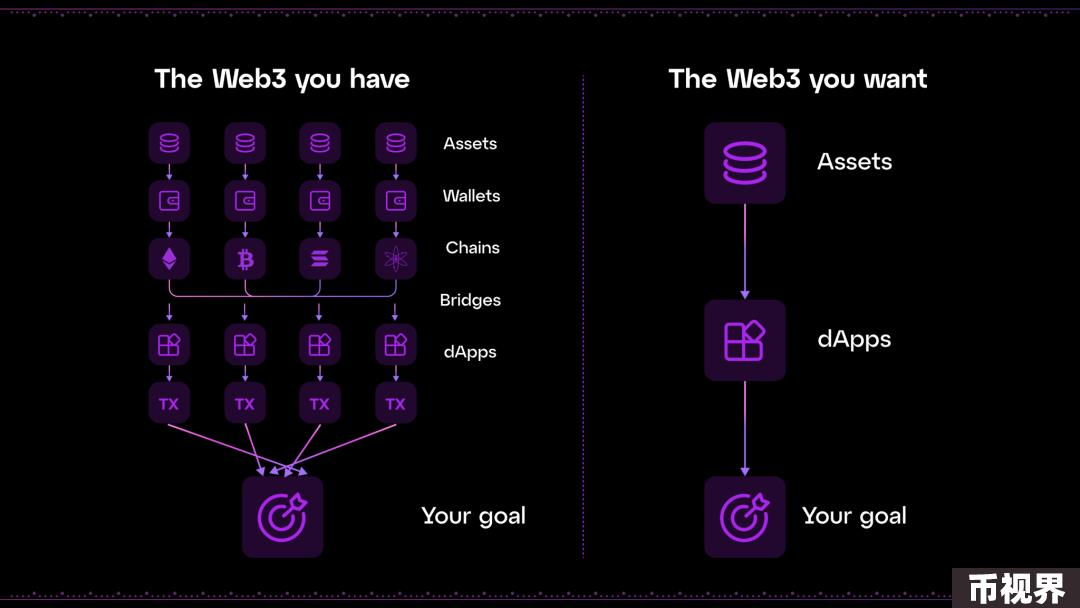 The Web3 you have
Assets
Wallets
Chains
Bridges
dApps
TX TX TX TX
Your goal
The Web3 you want
Assets
dApps
Your goal
币视界